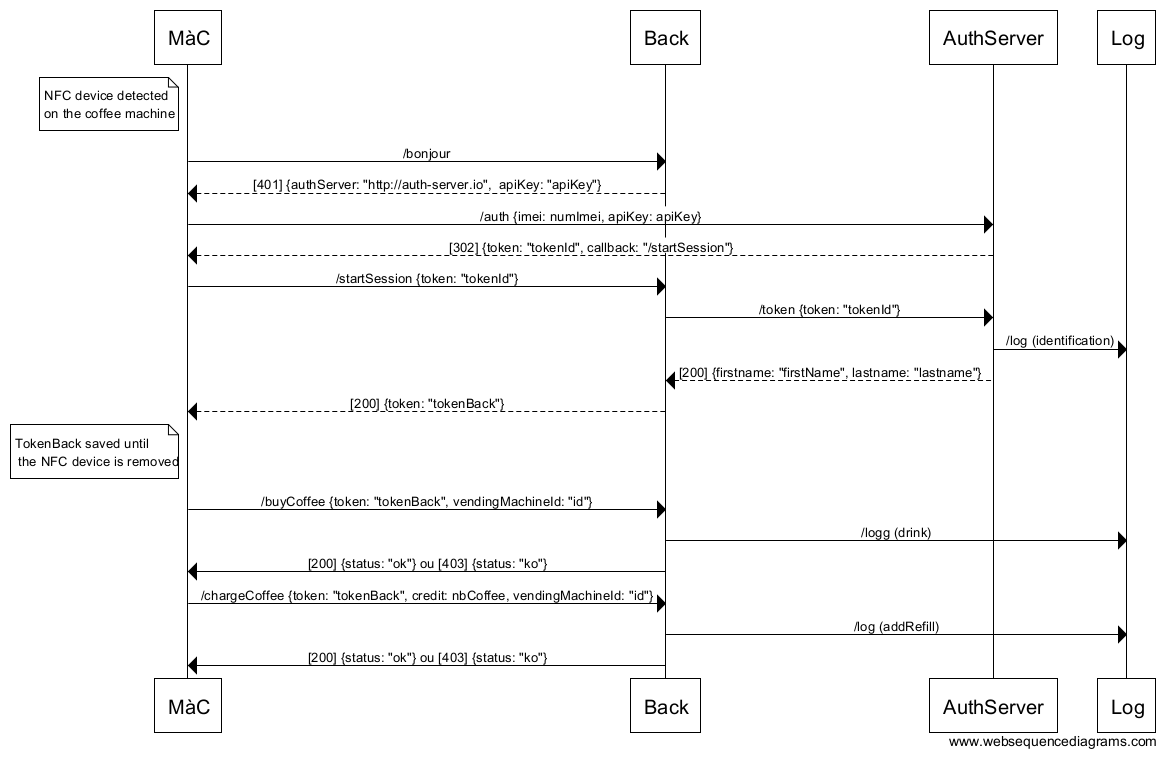 MàC
Back
AuthServer
Log
NFC device detected
on the coffee machine
/bonjour
[401] {authServer: "http://auth-server.io",  apiKey: "apiKey"}
/auth {imei: numImei, apiKey: apiKey}
[302] {token: "tokenId", callback: "/startSession"}
/startSession {token: "tokenId"}
/token {token: "tokenId"}
/log (identification)
[200] {firstname: "firstName", lastname: "lastname"}
[200] {token: "tokenBack"}
TokenBack saved until
the NFC device is removed
/buyCoffee {token: "tokenBack", vendingMachineId: "id"}
/logg (drink)
[200] {status: "ok"} ou [403] {status: "ko"}
/chargeCoffee {token: "tokenBack", credit: nbCoffee, vendingMachineId: "id"}
/log (addRefill)
[200] {status: "ok"} ou [403] {status: "ko"}
MàC
Back
AuthServer
Log
www.websequencediagrams.com